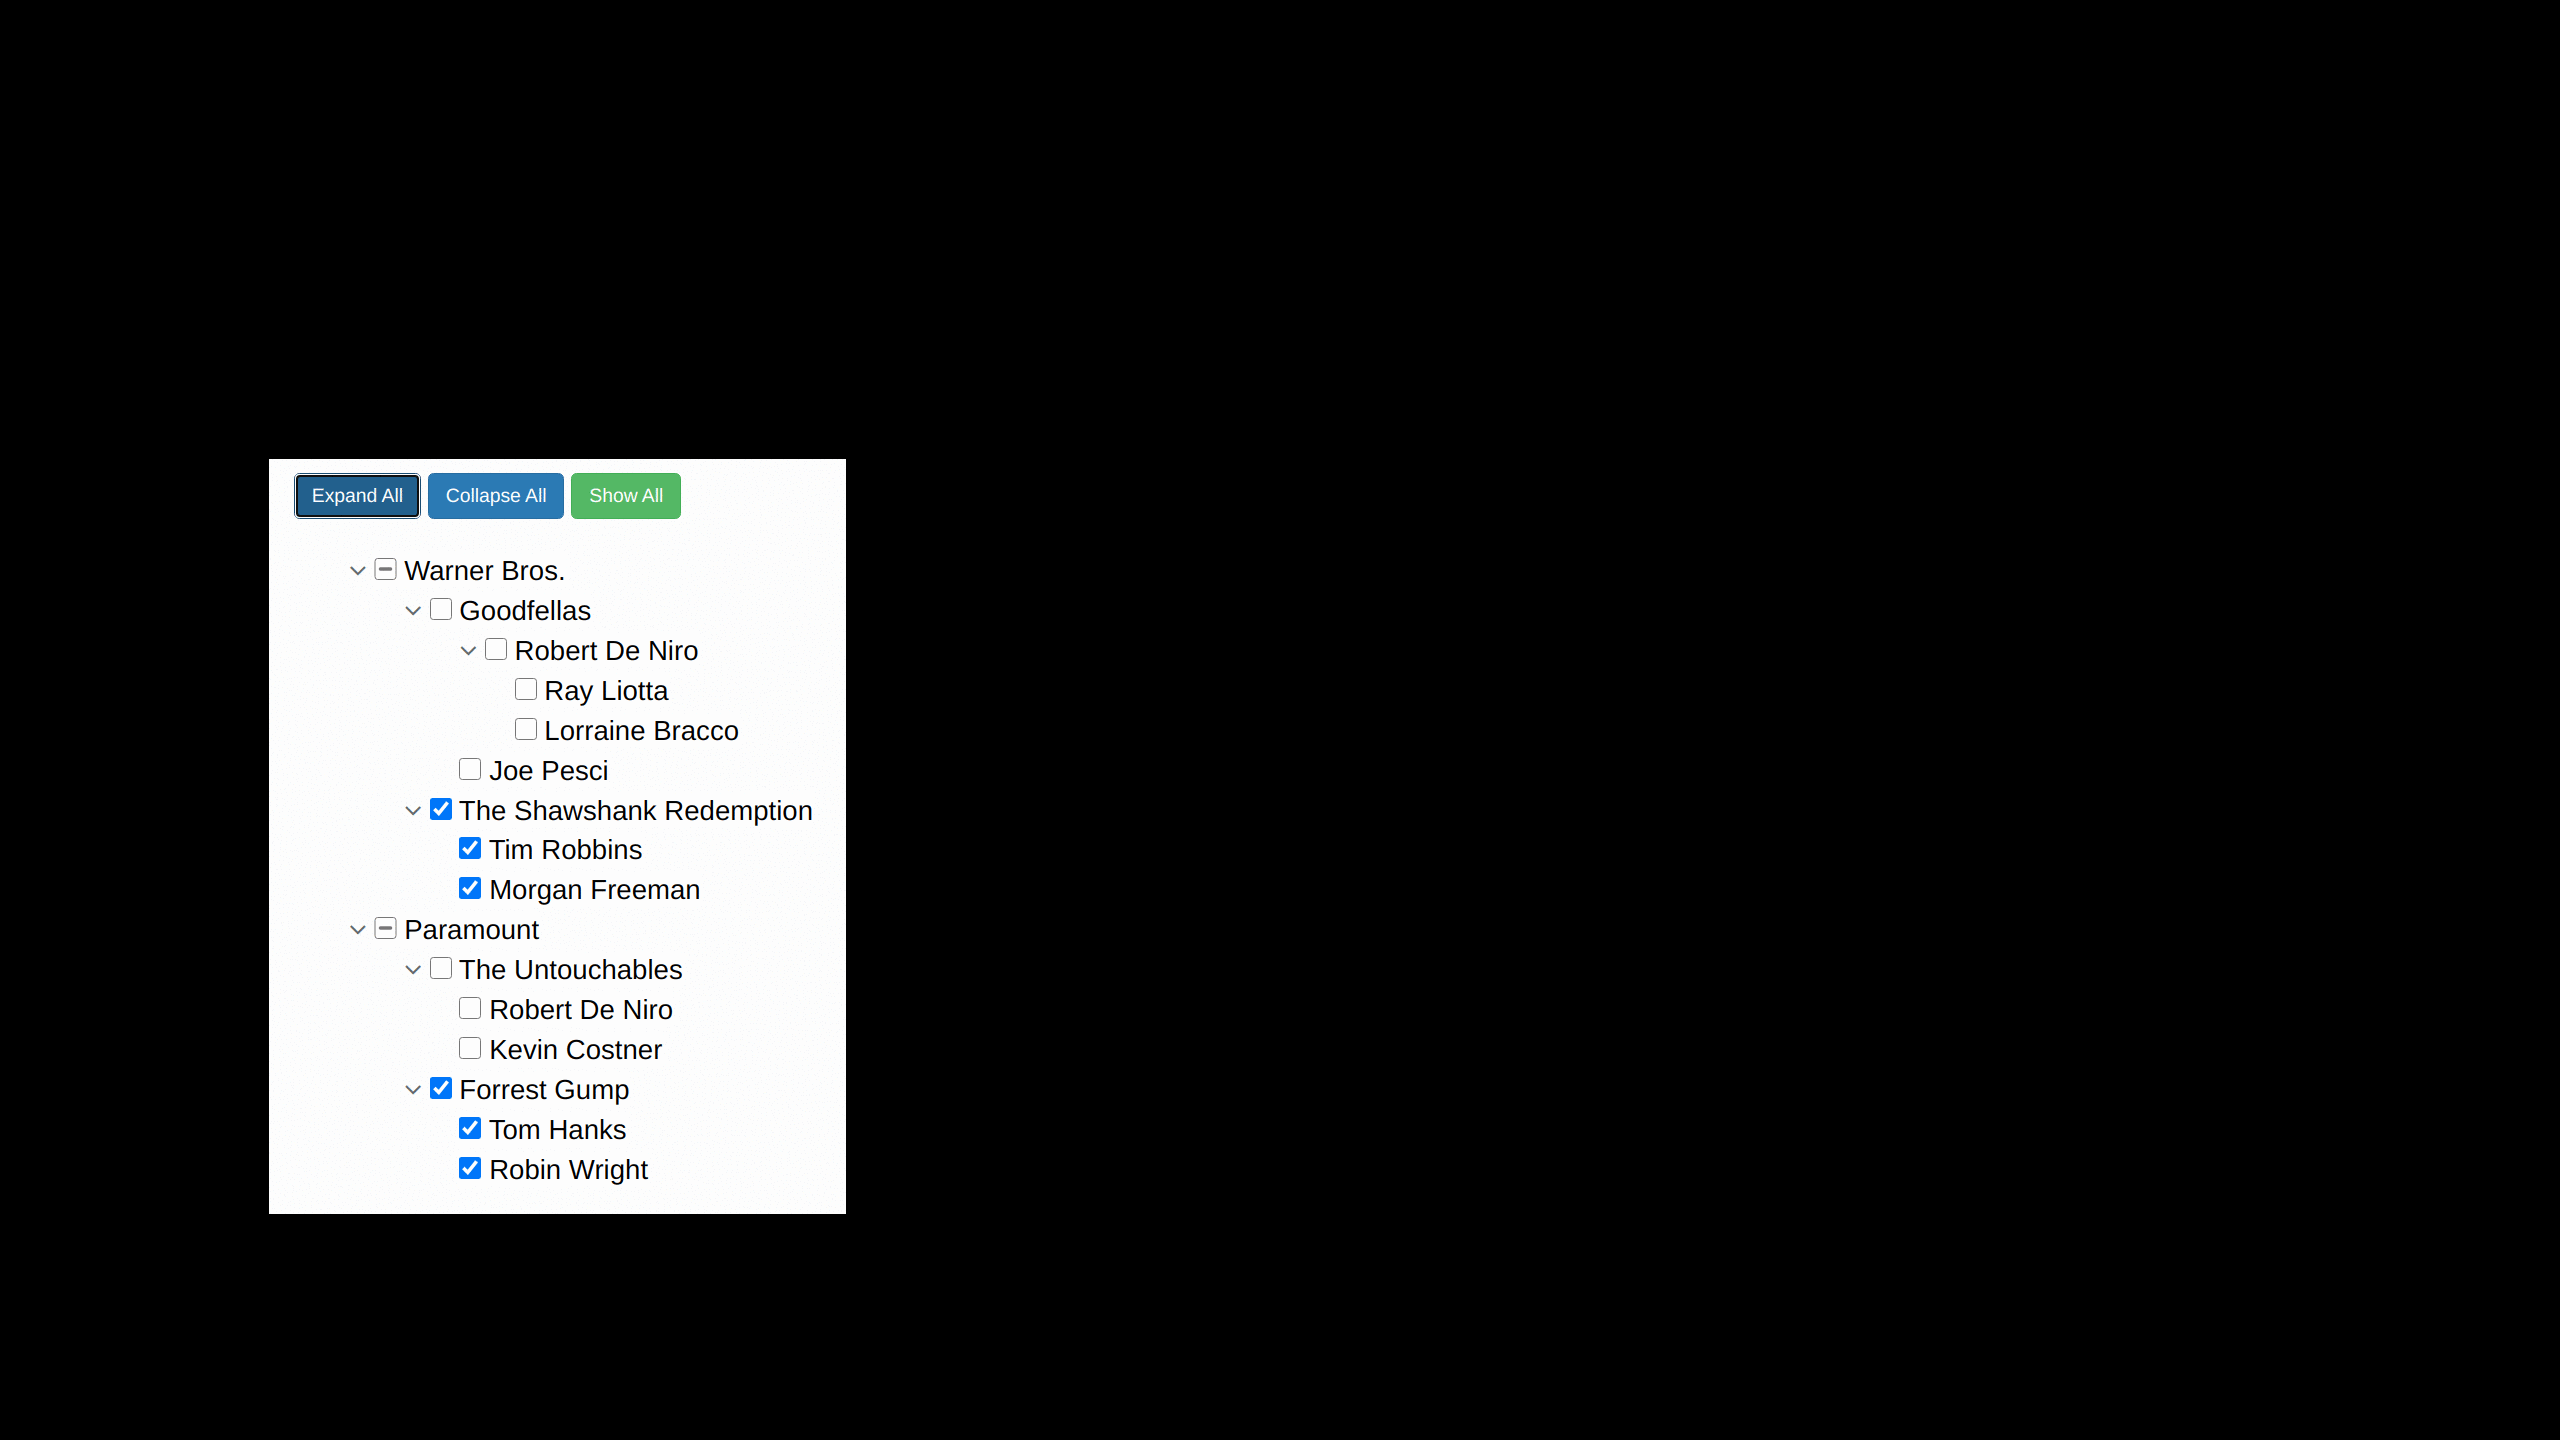 Expand All Collapse All Show All
Warner Bros.
Goodfellas
Robert De Niro
Ray Liotta
Lorraine Bracco
Joe Pesci
The Shawshank Redemption
Tim Robbins
Morgan Freeman
Paramount
The Untouchables
Robert De Niro
Kevin Costner
Forrest Gump
Tom Hanks
Robin Wright